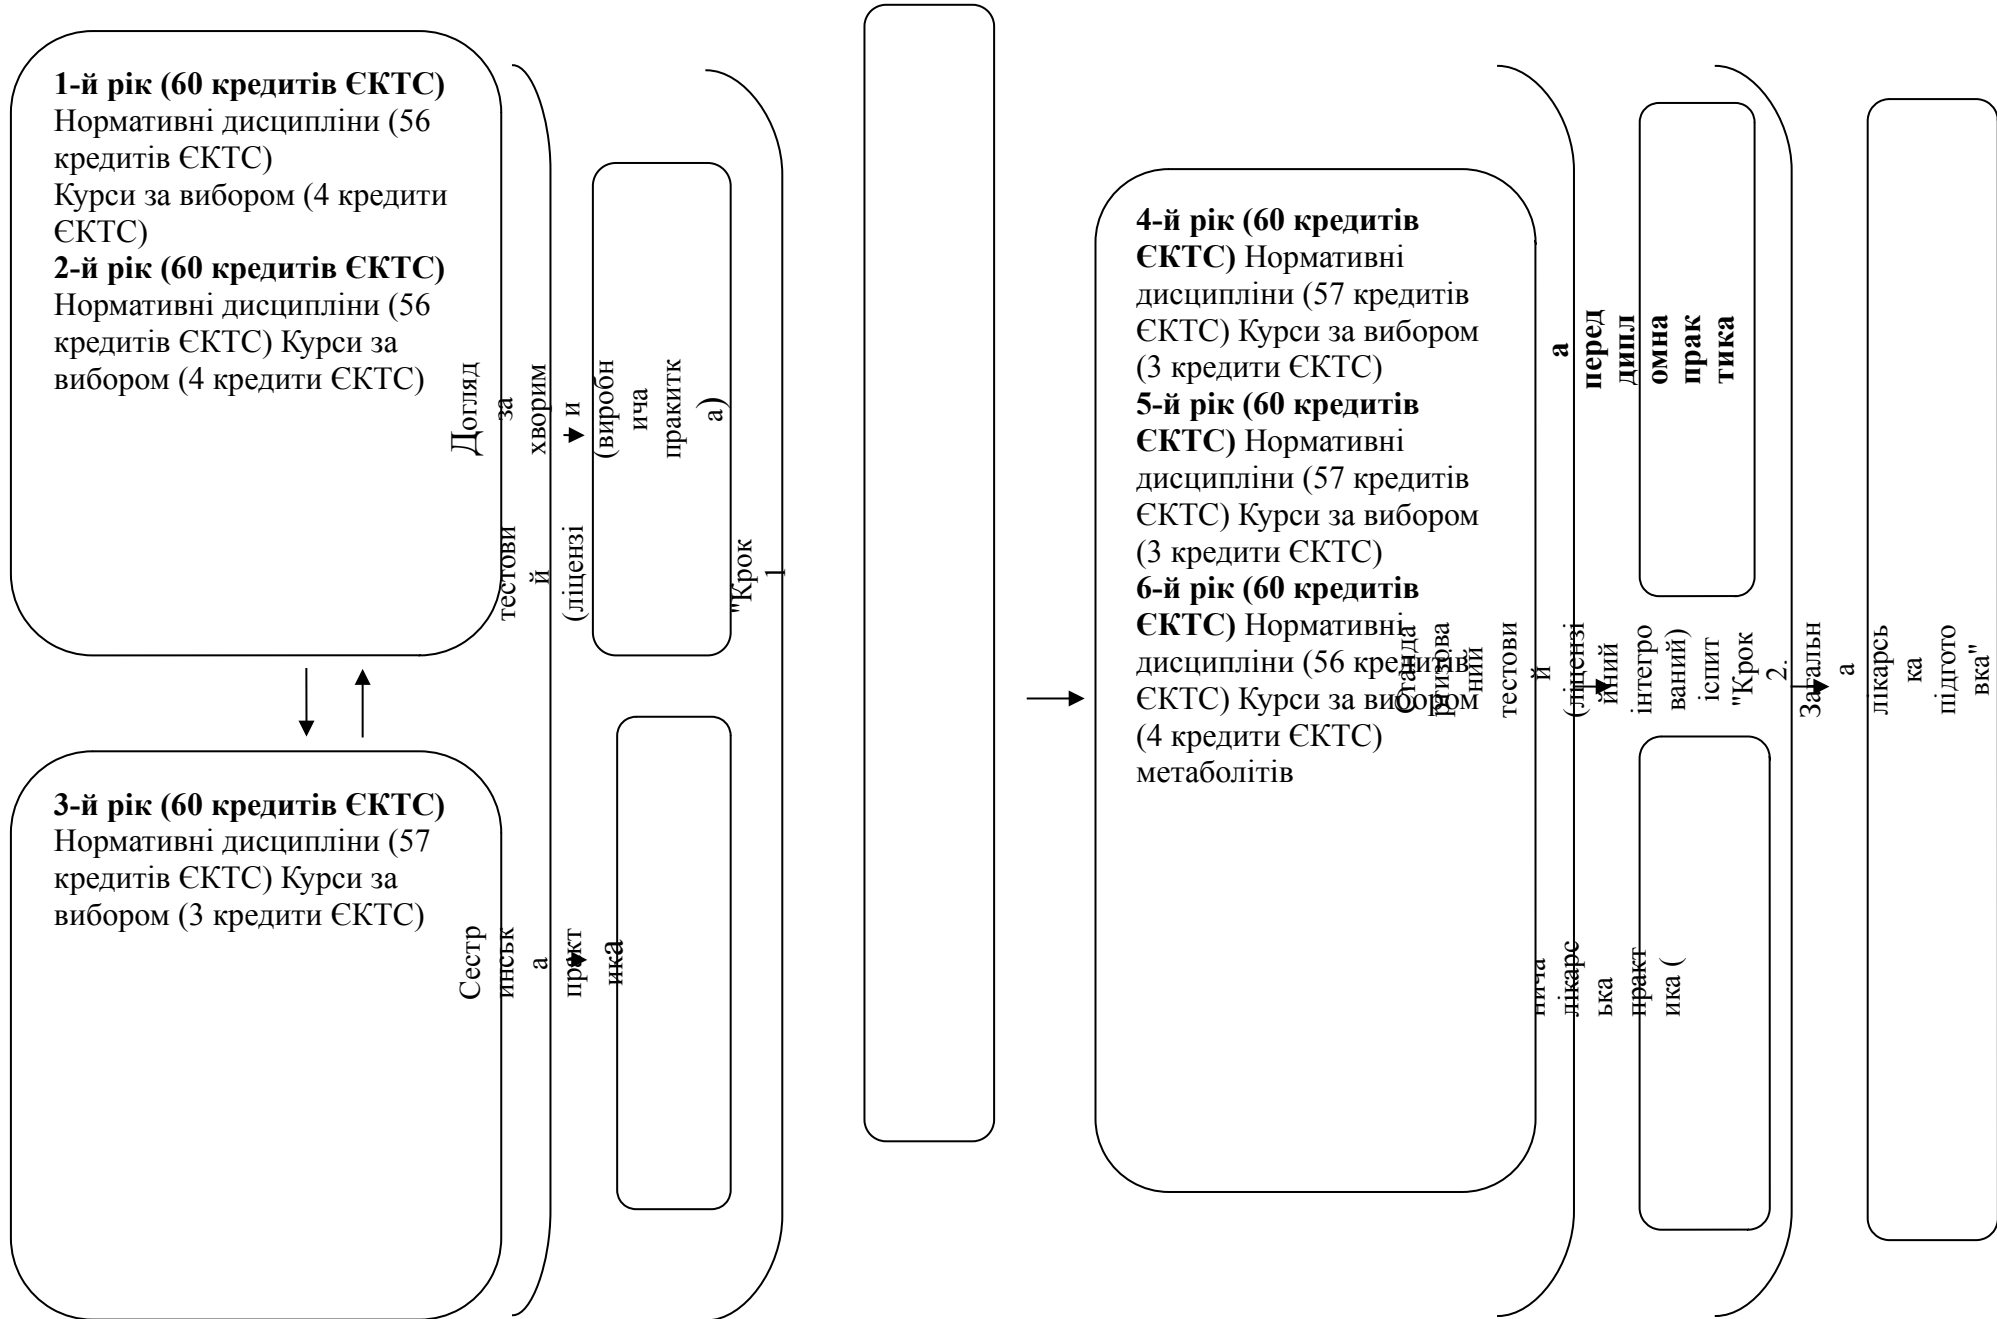 1-й рік (60 кредитів ЄКТС)
Нормативні дисципліни (56
кредитів ЄКТС)
Курси за вибором (4 кредити
ЄКТС)
2-й рік (60 кредитів ЄКТС)
Нормативні дисципліни (56
кредитів ЄКТС) Курси за
вибором (4 кредити ЄКТС)
3-й рік (60 кредитів ЄКТС)
Нормативні дисципліни (57
кредитів ЄКТС) Курси за
вибором (3 кредити ЄКТС)
Догляд
за
хворим
и
(виробн
ича
пракитк
а)
тестови
й
(ліцензі
"Крок
1
Сестр
инськ
а
практ
ика
4-й рік (60 кредитів
ЄКТС) Нормативні
дисципліни (57 кредитів
ЄКТС) Курси за вибором
(3 кредити ЄКТС)
5-й рік (60 кредитів
ЄКТС) Нормативні
дисципліни (57 кредитів
ЄКТС) Курси за вибором
(3 кредити ЄКТС)
6-й рік (60 кредитів
ЄКТС) Нормативні
дисципліни (56 кредитів
ЄКТС) Курси за вибором
(4 кредити ЄКТС)
метаболітів
а
перед
дипл
омна
прак
тика
Станда
ртизова
ний
тестови
й
(ліцензі
йний
інтегро
ваний)
іспит
"Крок
2.
Загальн
а
лікарсь
ка
підгото
вка"
нича
лікарс
ька
практ
ика (